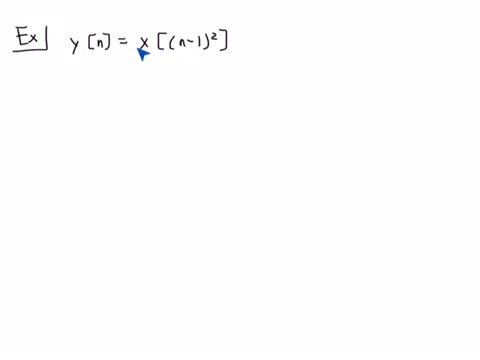 Ex y[n] = x[(n-1)²]